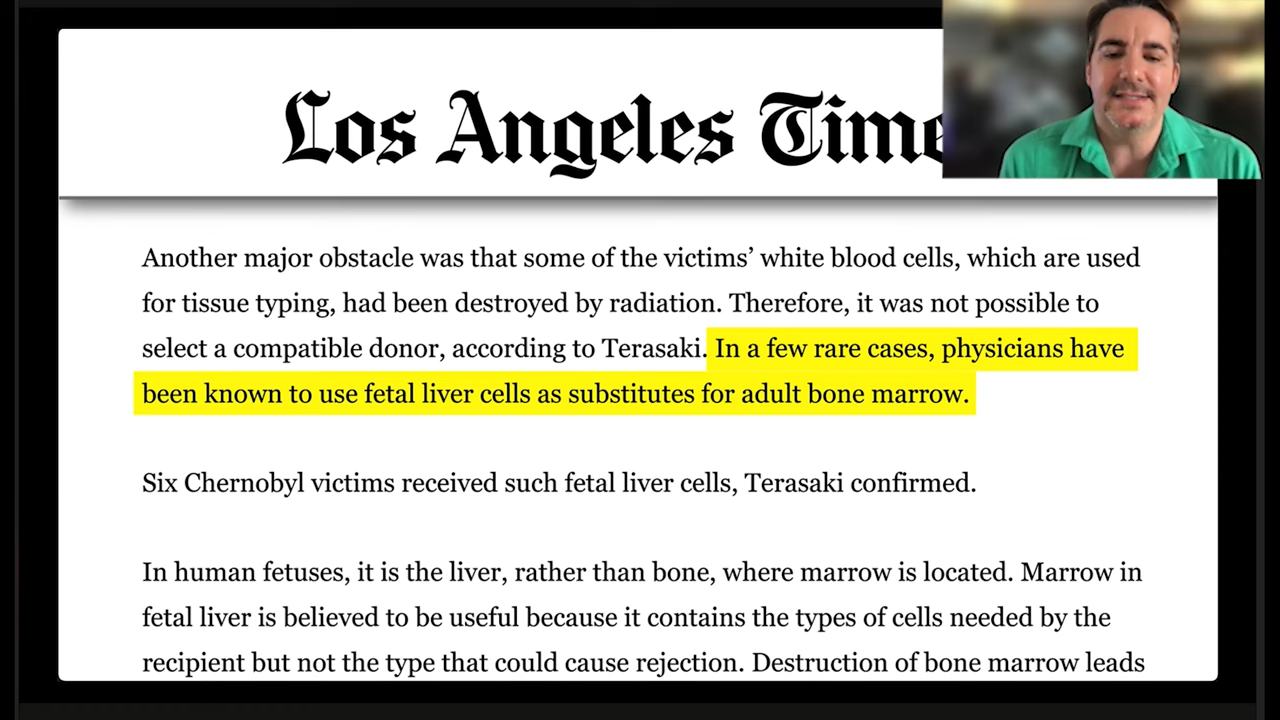 Los Angeles Time
Another major obstacle was that some of the victims’ white blood cells, which are used
for tissue typing, had been destroyed by radiation. Therefore, it was not possible to
select a compatible donor, according to Terasaki. In a few rare cases, physicians have
been known to use fetal liver cells as substitutes for adult bone marrow.
Six Chernobyl victims received such fetal liver cells, Terasaki confirmed.
In human fetuses, it is the liver, rather than bone, where marrow is located. Marrow in
fetal liver is believed to be useful because it contains the types of cells needed by the
recipient but not the type that could cause rejection. Destruction of bone marrow leads